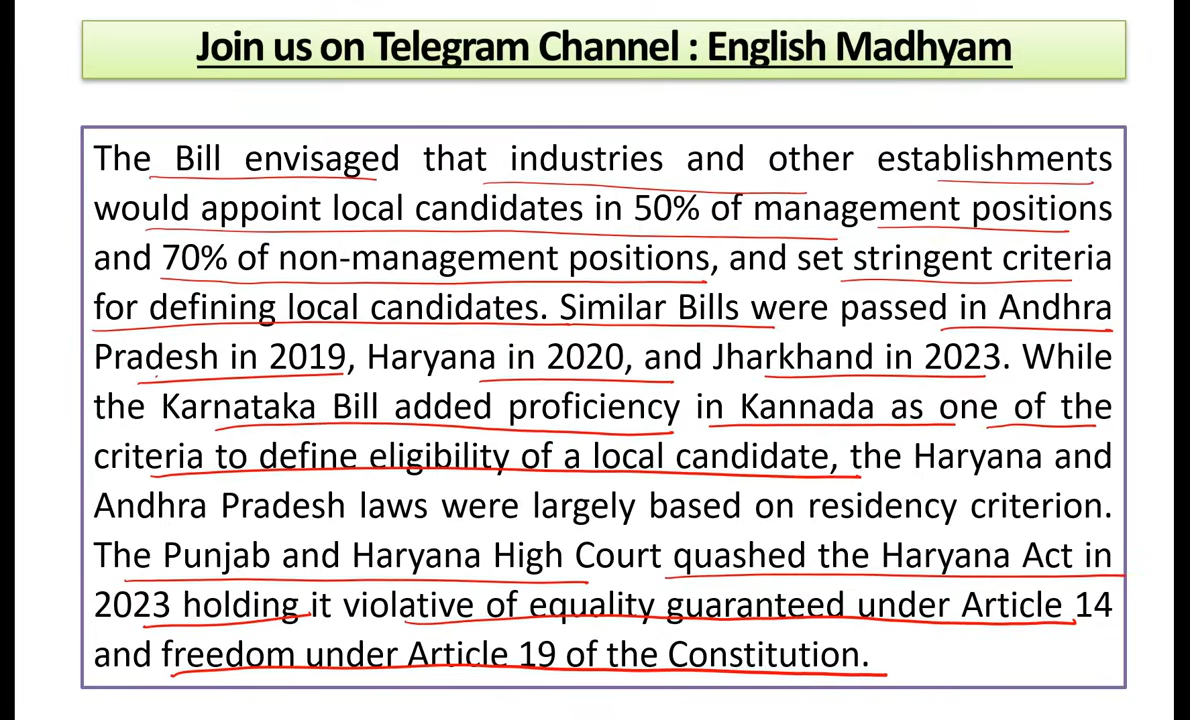 Join us on Telegram Channel : English Madhyam
The Bill envisaged that industries and other establishments
would appoint local candidates in 50% of management positions
and 70% of non-management positions, and set stringent criteria
for defining local candidates. Similar Bills were passed in Andhra
Pradesh in 2019, Haryana in 2020, and Jharkhand in 2023. While
the Karnataka Bill added proficiency in Kannada as one of the
criteria to define eligibility of a local candidate, the Haryana and
Andhra Pradesh laws were largely based on residency criterion.
The Punjab and Haryana High Court quashed the Haryana Act in
2023 holding it violative of equality guaranteed under Article 14
and freedom under Article 19 of the Constitution.